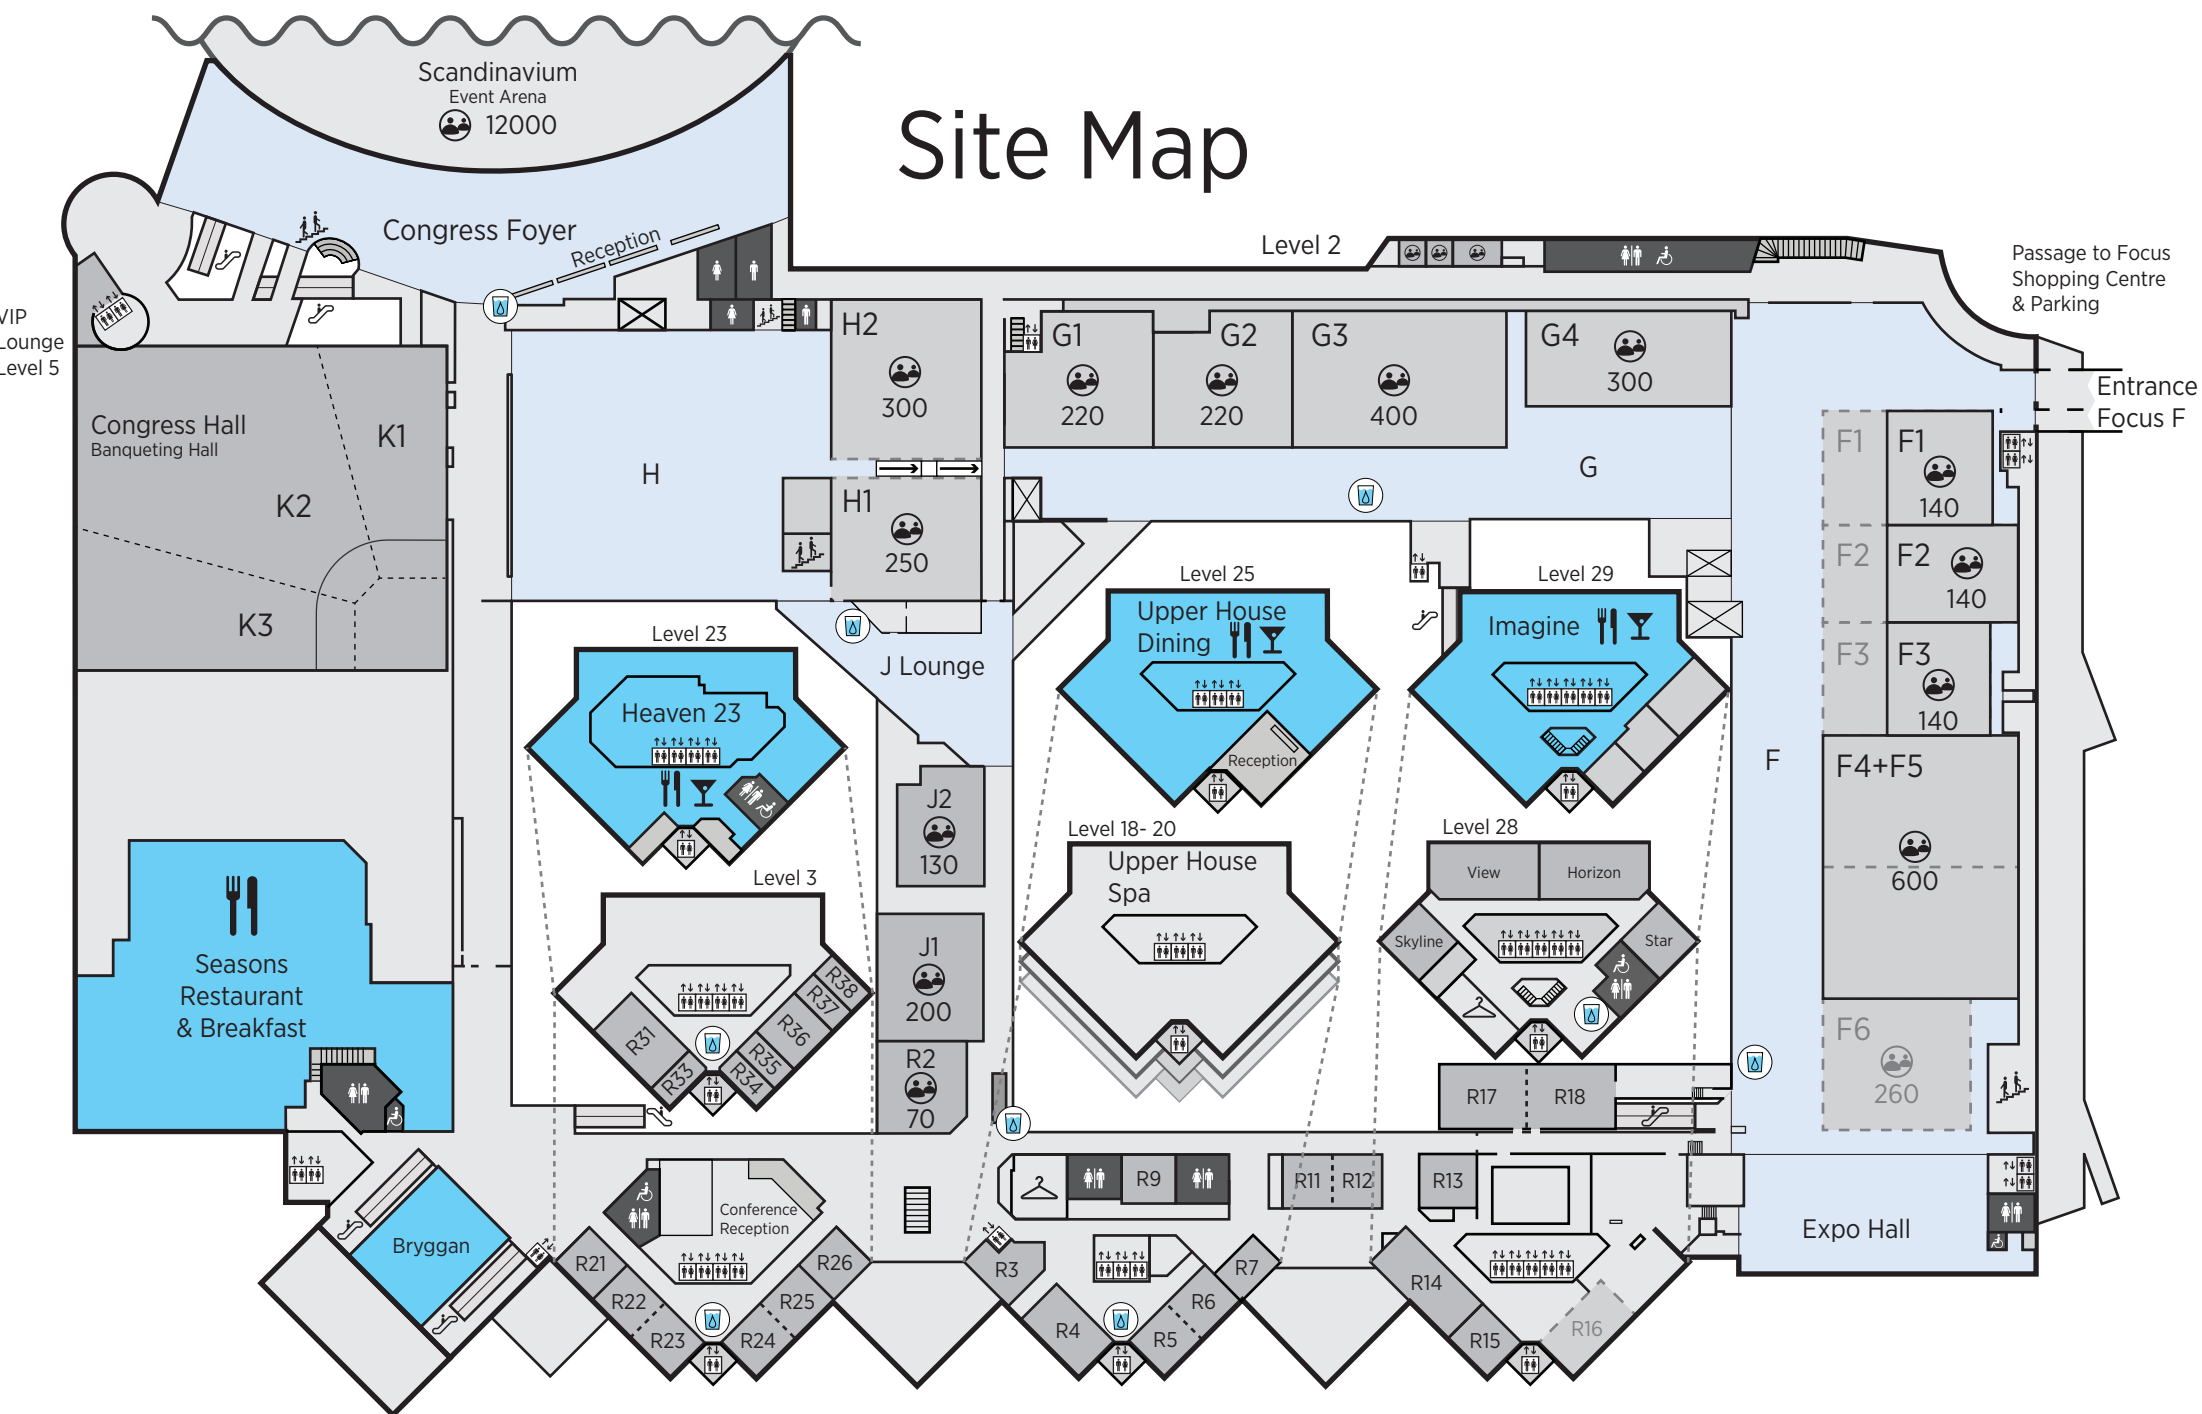 Site Map
Scandinavium
Event Arena
12000
Congress Foyer
Reception
Level 2
Passage to Focus
Shopping Centre
& Parking
Entrance
Focus F
VIP
Lounge
Level 5
Congress Hall
Banqueting Hall
K1
K2
K3
H
H2
300
H1
250
G1
220
G2
220
G3
400
G4
300
G
F1
F1
140
F2
F2
140
F3
F3
140
F4+F5
600
F6
260
F
J Lounge
J2
130
J1
200
R2
70
Level 23
Heaven 23
Level 3
R31
R33
R34
R35
R36
R37
R38
Level 25
Upper House
Dining
Reception
Level 18- 20
Upper House
Spa
Level 29
Imagine
Level 28
View
Horizon
Skyline
Star
R17
R18
Seasons
Restaurant
& Breakfast
Bryggan
Conference
Reception
R21
R22
R23
R24
R25
R26
R9
R3
R4
R5
R6
R7
R11
R12
R13
R14
R15
R16
Expo Hall